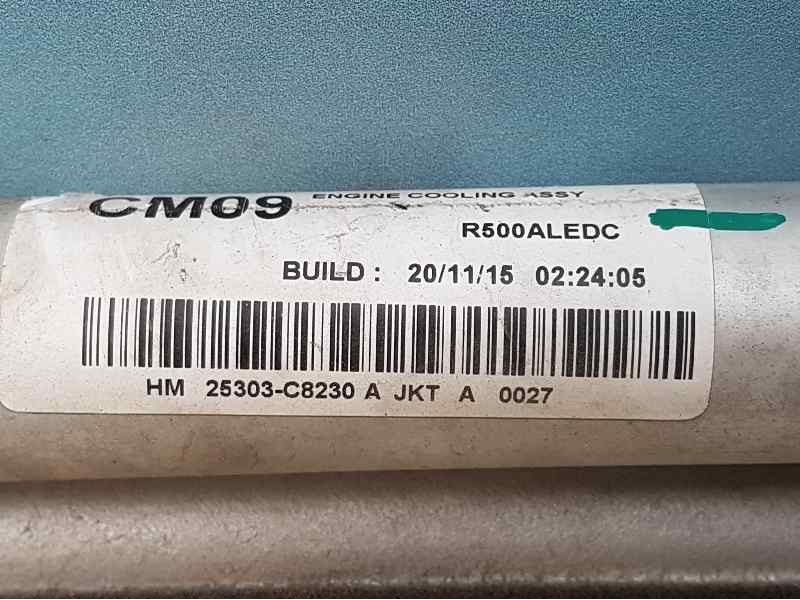 ENGINE COOLING ASSY
CM09
R500ALEDC
BUILD : 20/11/15 02:24:05
HM 25303-C8230 A JKT A 0027